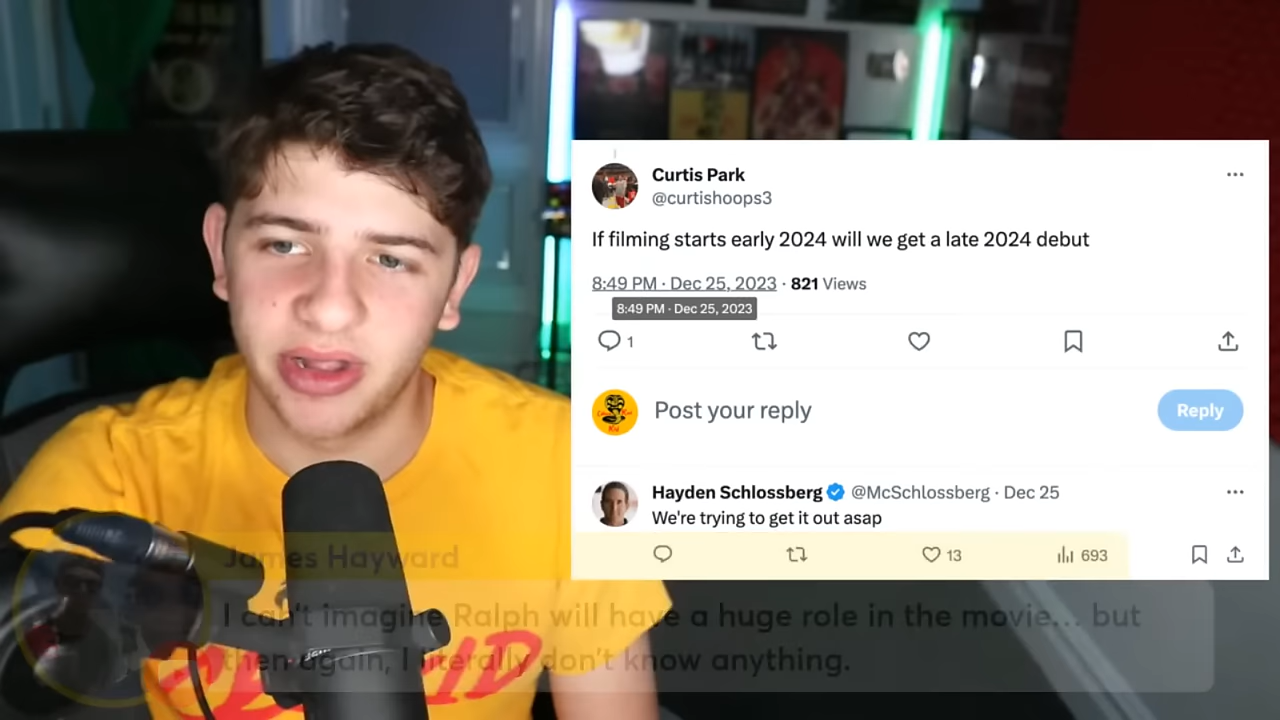 Curtis Park
@curtishoops3
If filming starts early 2024 will we get a late 2024 debut
8:49 PM · Dec 25, 2023 · 821 Views
8:49 PM · Dec 25, 2023
1
Post your reply
Reply
Hayden Schlossberg @McSchlossberg · Dec 25
We're trying to get it out asap
13 693
James Hayward
I can't imagine Ralph will have a huge role in the movie... but
then again, I literally don't know anything.